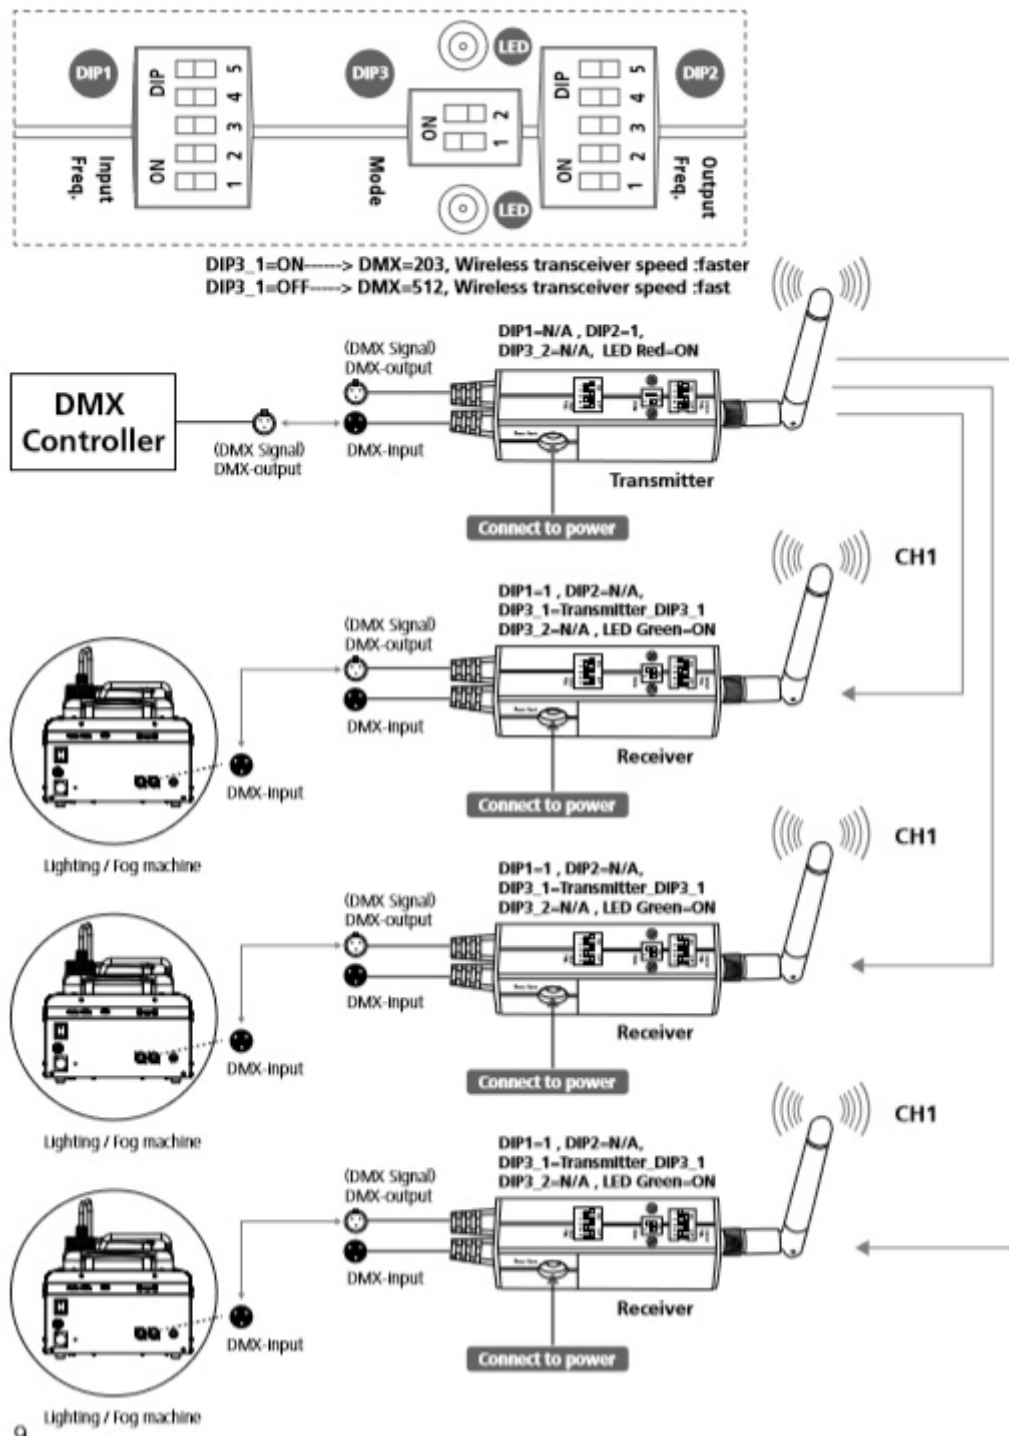 DIP1
DIP
ON
1 2 3 4 5
Input
Freq.
DIP3
Mode
ON
1 2
LED
LED
DIP
ON
1 2 3 4 5
DIP2
Output
Freq.
DIP3_1=ON------> DMX=203, Wireless transceiver speed :faster
DIP3_1=OFF-----> DMX=512, Wireless transceiver speed :fast
DMX
Controller
(DMX Signal)
DMX-output
(DMX Signal)
DMX-output
DMX-input
DIP1=N/A , DIP2=1,
DIP3_2=N/A, LED Red=ON
Transmitter
Connect to power
CH1
DIP1=1 , DIP2=N/A,
DIP3_1=Transmitter_DIP3_1
DIP3_2=N/A , LED Green=ON
(DMX Signal)
DMX-output
DMX-input
Receiver
Connect to power
DMX-input
Lighting / Fog machine
CH1
DIP1=1 , DIP2=N/A,
DIP3_1=Transmitter_DIP3_1
DIP3_2=N/A , LED Green=ON
(DMX Signal)
DMX-output
DMX-input
Receiver
Connect to power
DMX-input
Lighting / Fog machine
CH1
DIP1=1 , DIP2=N/A,
DIP3_1=Transmitter_DIP3_1
DIP3_2=N/A , LED Green=ON
(DMX Signal)
DMX-output
DMX-input
Receiver
Connect to power
DMX-input
Lighting / Fog machine